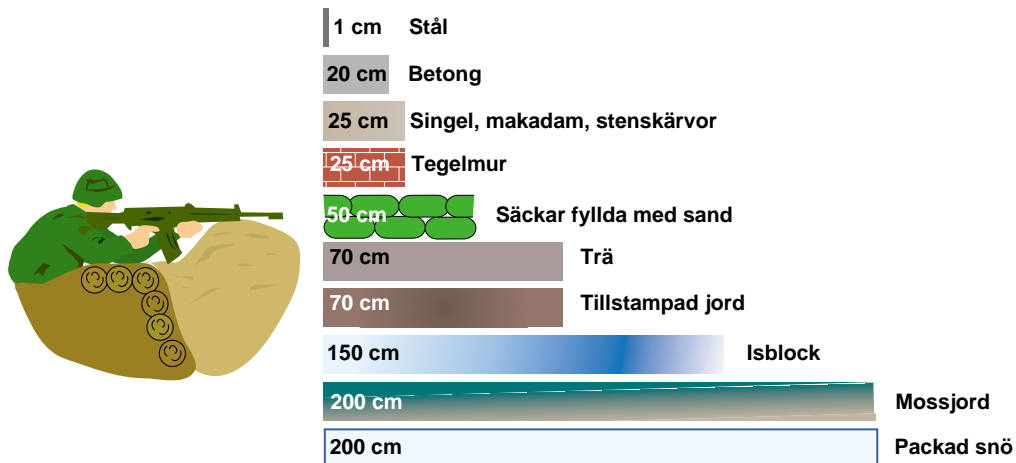 1 cm Stål
20 cm Betong
25 cm Singel, makadam, stenskärvor
25 cm Tegelmur
50 cm Säckar fyllda med sand
70 cm Trä
70 cm Tillstampad jord
150 cm Isblock
200 cm Mossjord
200 cm Packad snö